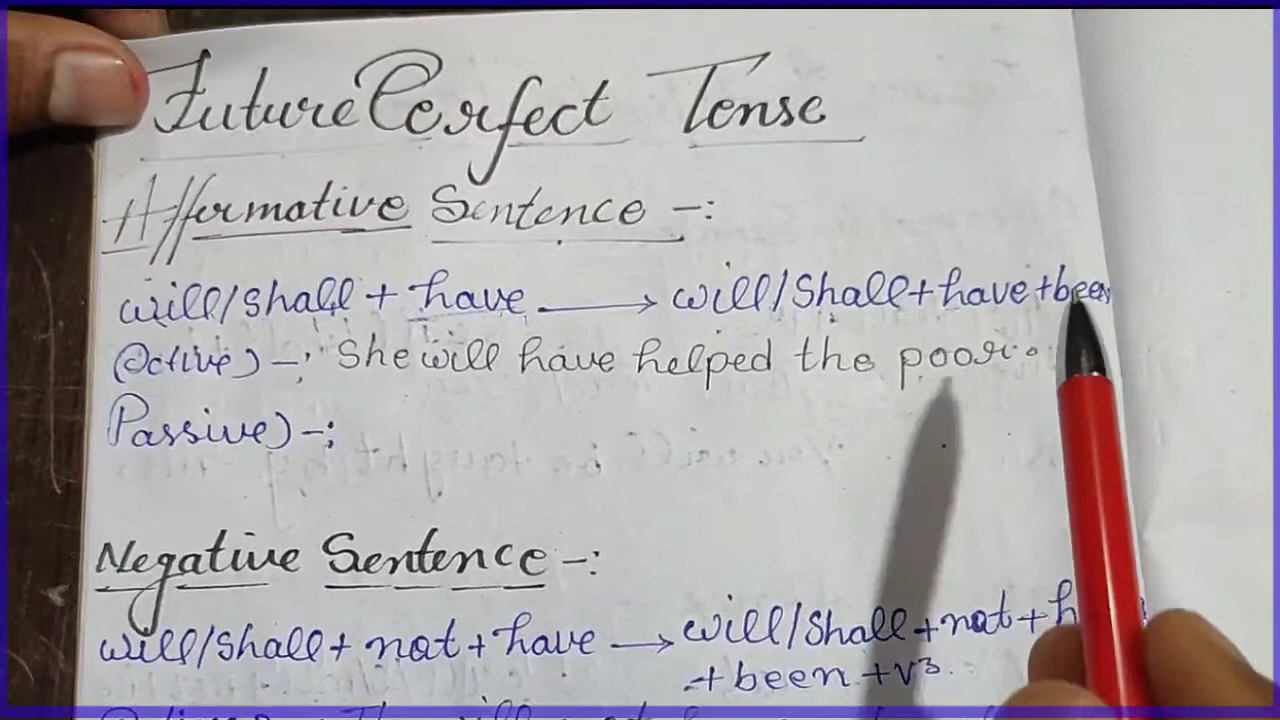 Future Perfect Tense
Affermative Sentence -:
will/Shall + have → will/Shall + have + been
(Active) -: She will have helped the poor.
Passive) -:
Negative Sentence -:
will/Shall + not + have → will/Shall + not +
+ been + v3.